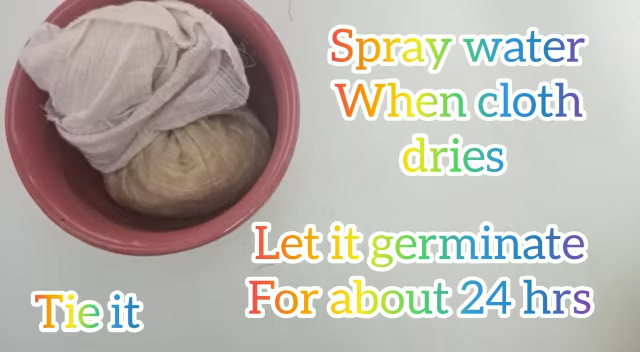 Spray water
When cloth
dries
Let it germinate
For about 24 hrs
Tie it